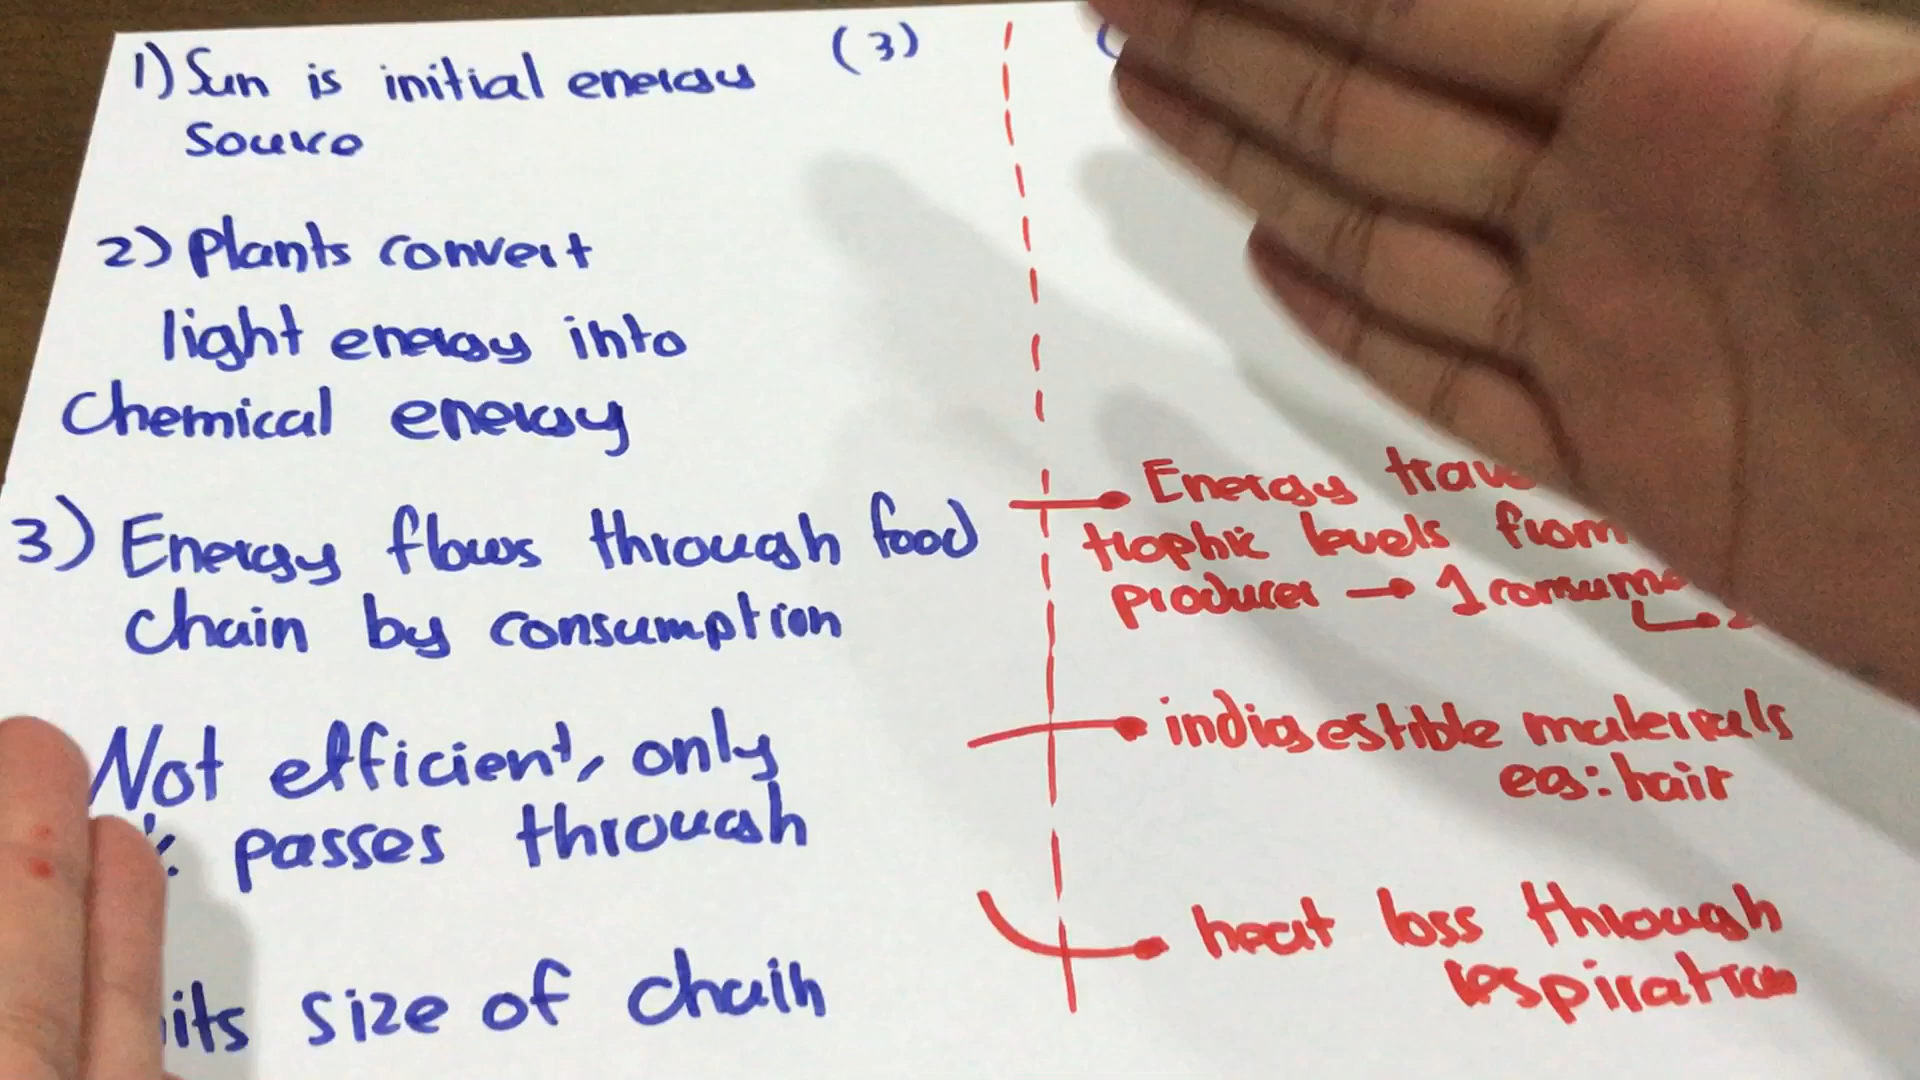 1) Sun is initial energy (3)
source
2) Plants convert
light energy into
Chemical energy
3) Energy flows through food
chain by consumption
Not efficient, only
% passes through
size of chain
Energy
trophic levels from
producer → 1 consume
indigestible materials
eg: hair
heat loss through
respiration